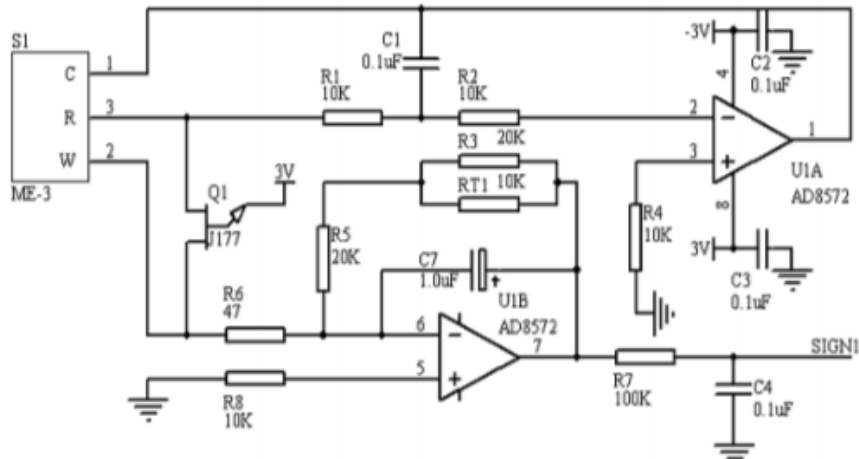 S1
C
1
R
3
W
2
ME-3
C1
0.1uF
R1
10K
R2
10K
-3V
4
C2
0.1uF
2
3
1
U1A
AD8572
8
3V
C3
0.1uF
R4
10K
R3
20K
RT1
10K
Q1
J177
3V
R5
20K
C7
1.0uF
U1B
AD8572
R6
47
6
5
7
R8
10K
R7
100K
SIGN1
C4
0.1uF